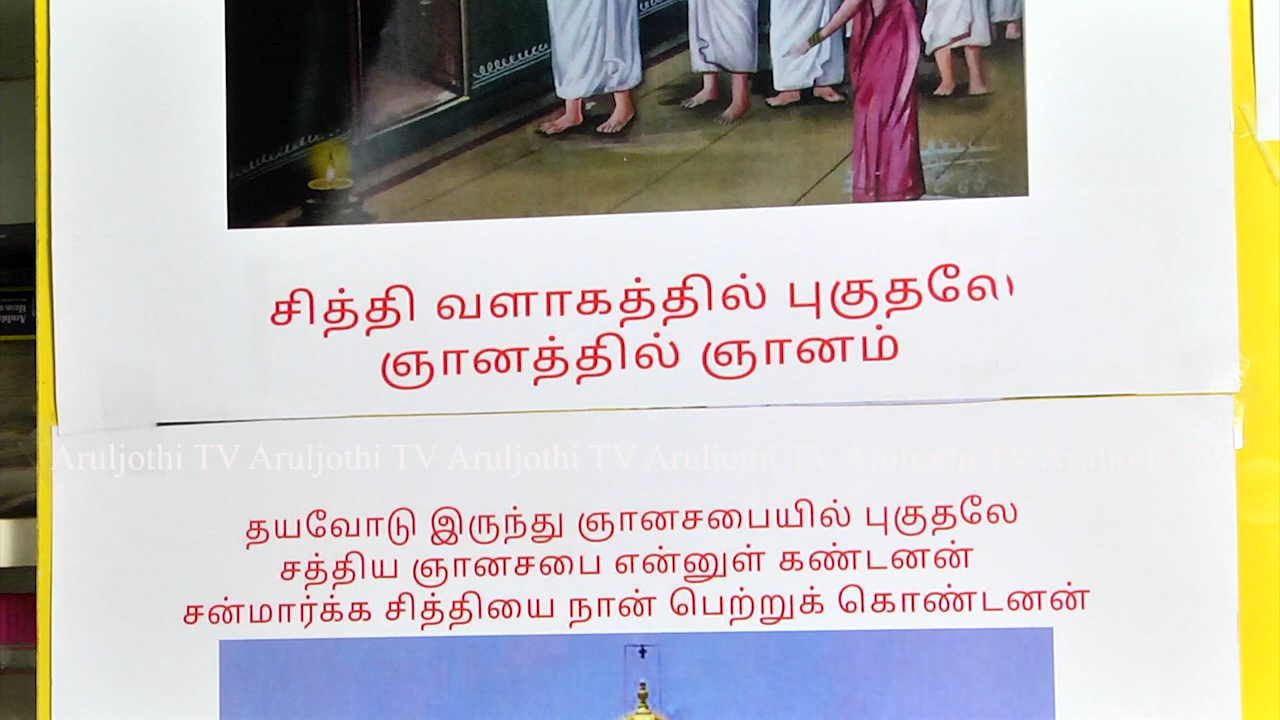 சித்தி வளாகத்தில் புகுதலே
ஞானத்தில் ஞானம்
Aruljothi TV Aruljothi TV Aruljothi TV Aruljothi TV Aruljothi TV Aruljothi TV
தயவோடு இருந்து ஞானசபையில் புகுதலே
சத்திய ஞானசபை என்னுள் கண்டனன்
சன்மார்க்க சித்தியை நான் பெற்றுக் கொண்டனன்